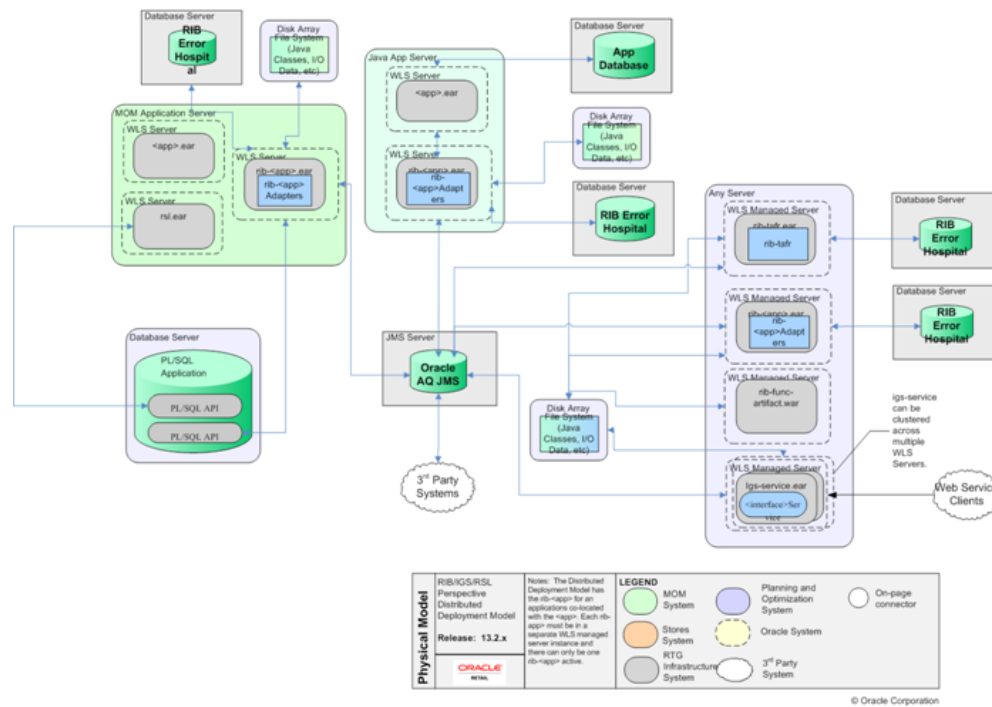 Database Server
RIB
Error
Hospit
al
Disk Array
File System
(Java
Classes, I/O
Data, etc)
MOM Application Server
WLS Server
<app>.ear
WLS Server
rsl.ear
WLS Server
rib-<app>.ear
rib-<app>
Adapters
Java App Server
WLS Server
<app>.ear
WLS Server
rib-<app>.ear
rib-
<app>Adapt
ers
Database Server
App
Database
Disk Array
File System
(Java
Classes, I/O
Data, etc)
Database Server
RIB Error
Hospital
Any Server
WLS Managed Server
rib-tafr.ear
rib-tafr
WLS Managed Server
rib-<app>.ear
rib-
<app>Adapt
ers
WLS Managed Server
rib-func-
artifact.war
WLS Managed Server
Igs-service.ear
<interface>Ser
vice
Database Server
RIB
Error
Hospital
Database Server
RIB
Error
Hospital
igs-service
can be
clustered
across
multiple
WLS
Servers.
Web Service
Clients
Database Server
PL/SQL
Application
PL/SQL API
PL/SQL API
JMS Server
Oracle
AQ JMS
3rd Party
Systems
Disk Array
File System
(Java
Classes, I/O
Data, etc)
Physical Model
RIB/IGS/RSL
Perspective
Distributed
Deployment Model
Release: 13.2.x
ORACLE
RETAIL
Notes: The Distributed
Deployment Model has
the rib-<app> for an
applications co-located
with the <app>. Each rib-
app> must be in a
separate WLS managed
server instance and
there can only be one
rib-<app> active.
LEGEND
MOM
System
Stores
System
RTG
Infrastructure
System
Planning and
Optimization
System
Oracle System
3rd Party
System
On-page
connector
© Oracle Corporation